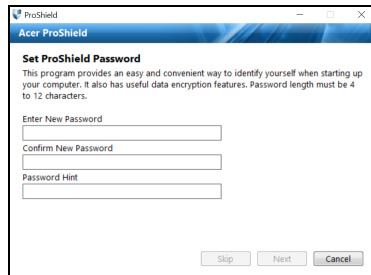 ProShield
Acer ProShield
Set ProShield Password
This program provides an easy and convenient way to identify yourself when starting up
your computer. It also has useful data encryption features. Password length must be 4
to 12 characters.
Enter New Password
Confirm New Password
Password Hint
Skip Next Cancel